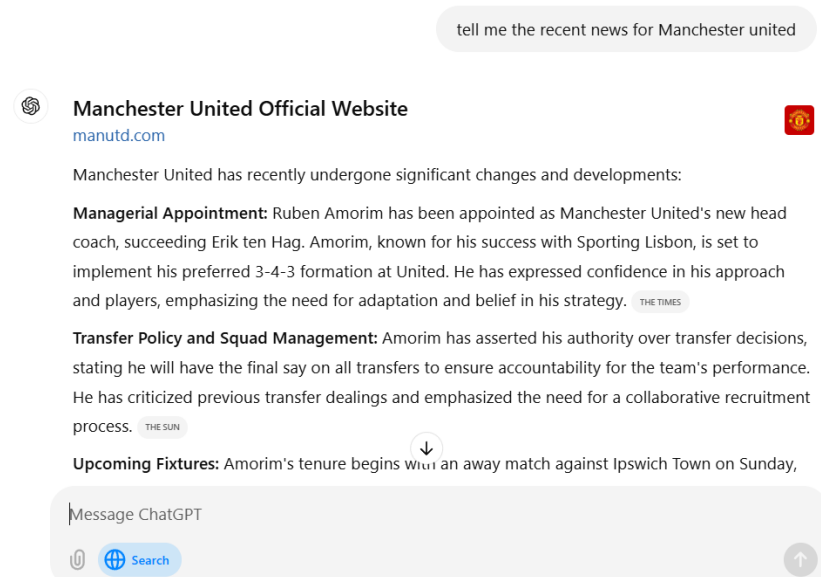 tell me the recent news for Manchester united
Manchester United Official Website
manutd.com
Manchester United has recently undergone significant changes and developments:
Managerial Appointment: Ruben Amorim has been appointed as Manchester United's new head
coach, succeeding Erik ten Hag. Amorim, known for his success with Sporting Lisbon, is set to
implement his preferred 3-4-3 formation at United. He has expressed confidence in his approach
and players, emphasizing the need for adaptation and belief in his strategy. THE TIMES
Transfer Policy and Squad Management: Amorim has asserted his authority over transfer decisions,
stating he will have the final say on all transfers to ensure accountability for the team's performance.
He has criticized previous transfer dealings and emphasized the need for a collaborative recruitment
process. THE SUN
Upcoming Fixtures: Amorim's tenure begins with an away match against Ipswich Town on Sunday,
Message ChatGPT
Search